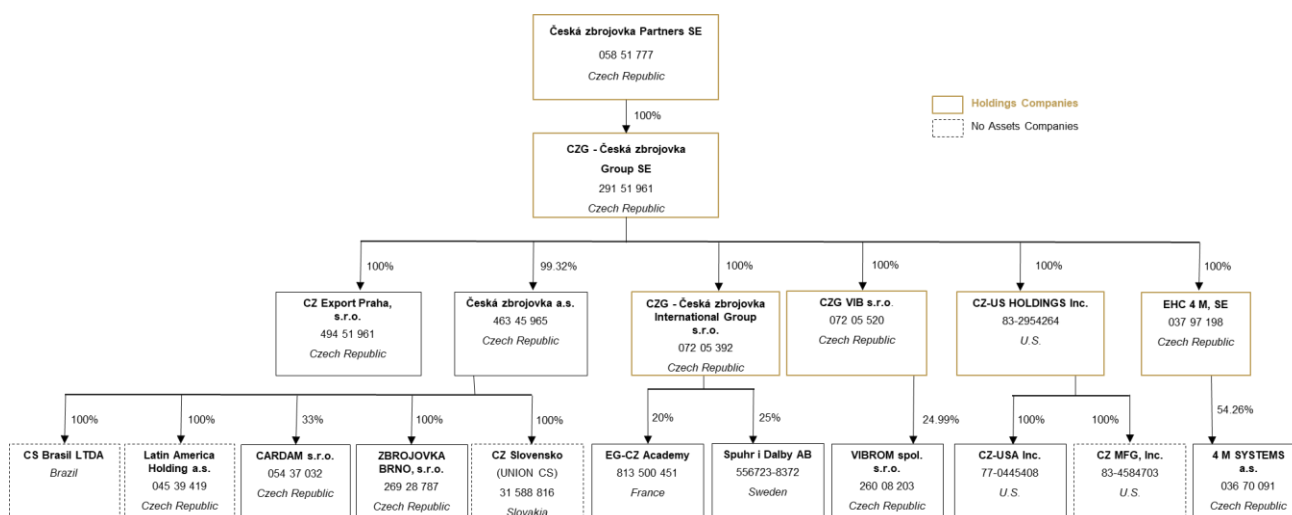 Česká zbrojovka Partners SE
058 51 777
Czech Republic
Holdings Companies
No Assets Companies
100%
CZG - Česká zbrojovka
Group SE
291 51 961
Czech Republic
100%
99.32%
100%
100%
100%
100%
CZ Export Praha,
s.r.o.
494 51 961
Czech Republic
Česká zbrojovka a.s.
463 45 965
Czech Republic
CZG - Česká zbrojovka
International Group
s.r.o.
072 05 392
Czech Republic
CZG VIB s.r.o.
072 05 520
Czech Republic
CZ-US HOLDINGS Inc.
83-2954264
U.S.
EHC 4 M, SE
037 97 198
Czech Republic
100%
100%
33%
100%
100%
20%
25%
24.99%
100%
100%
54.26%
CS Brasil LTDA
Brazil
Latin America
Holding a.s.
045 39 419
Czech Republic
CARDAM s.r.o.
054 37 032
Czech Republic
ZBROJOVKA
BRNO, s.r.o.
269 28 787
Czech Republic
CZ Slovensko
(UNION CS)
31 588 816
Slovakia
EG-CZ Academy
813 500 451
France
Spuhr i Dalby AB
556723-8372
Sweden
VIBROM spol.
s.r.o.
260 08 203
Czech Republic
CZ-USA Inc.
77-0445408
U.S.
CZ MFG, Inc.
83-4584703
U.S.
4 M SYSTEMS
a.s.
036 70 091
Czech Republic